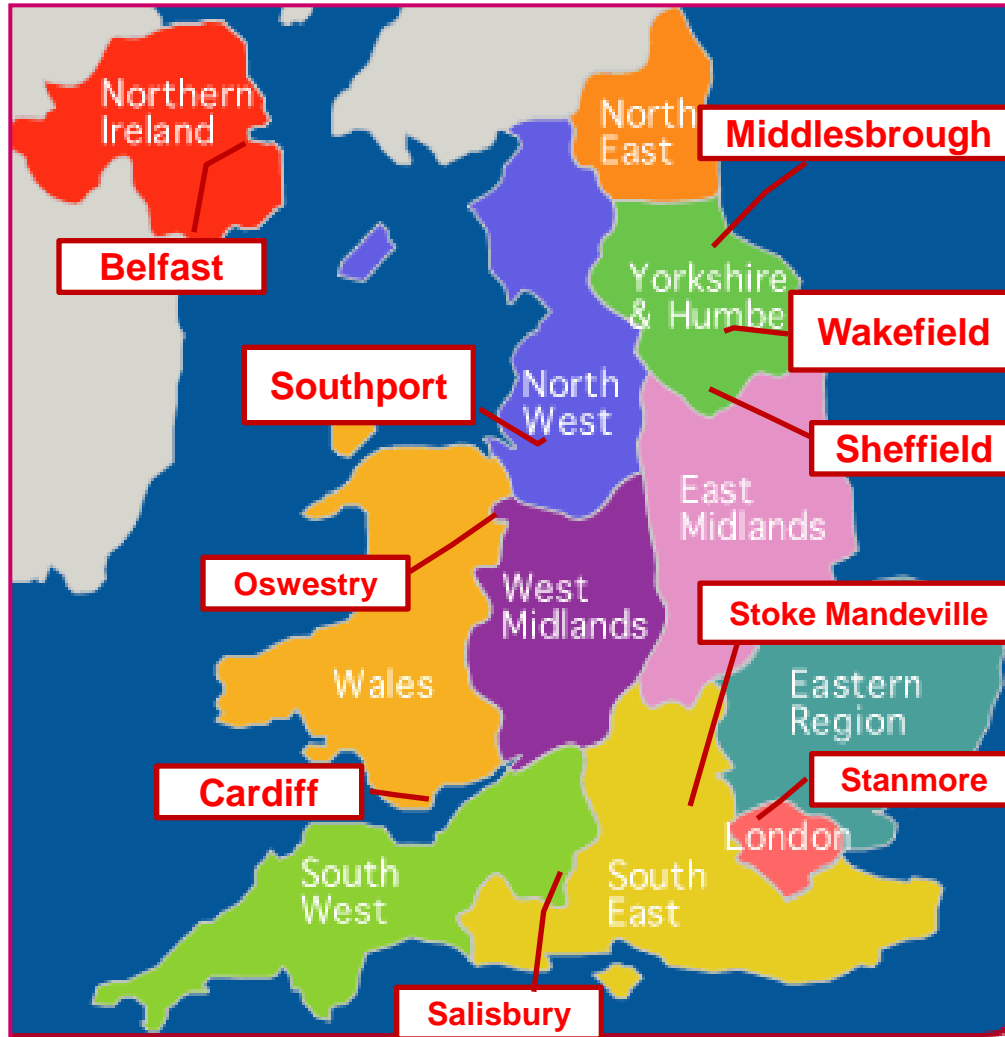 Northern
Ireland
North
East
Middlesbrough
Belfast
Yorkshire
& Humbe
Wakefield
Southport
North
West
Sheffield
East
Midlands
Oswestry
West
Midlands
Stoke Mandeville
Wales
Eastern
Region
Cardiff
Stanmore
London
South
West
South
East
Salisbury